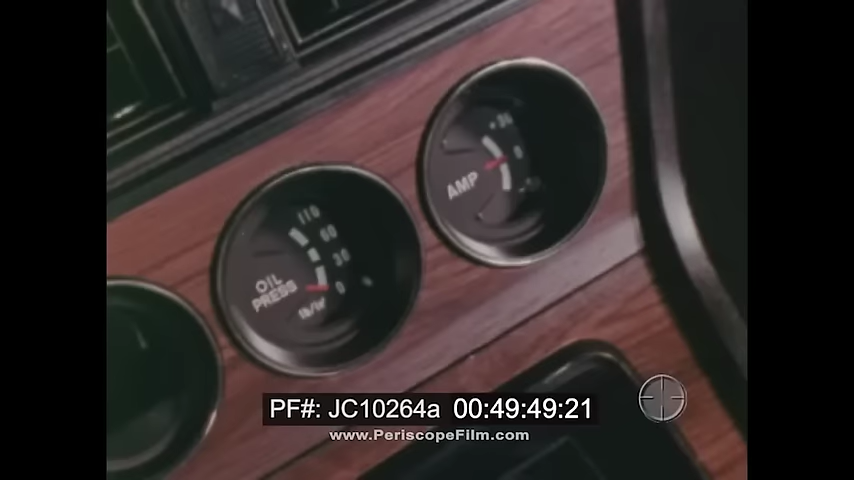 +30
0
AMP
110
60
30
0
OIL
PRESS
lb/in²
PF#: JC10264a 00:49:49:21
www.PeriscopeFilm.com